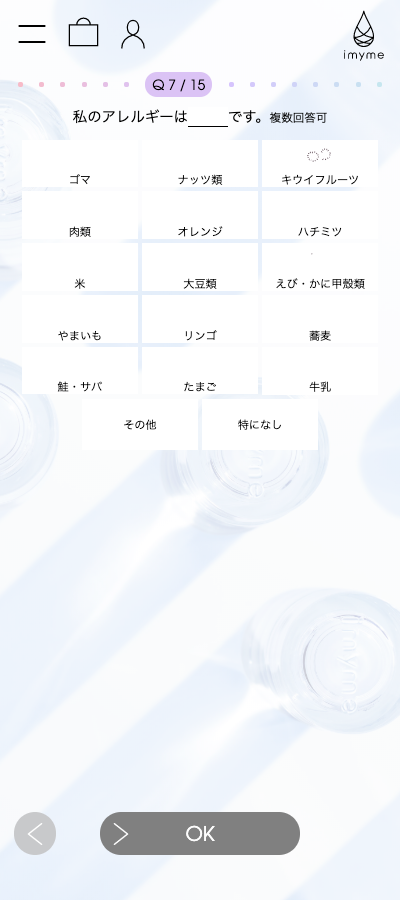 imyme
Q 7 / 15
私のアレルギーは____です。複数回答可
ゴマ
ナッツ類
キウイフルーツ
肉類
オレンジ
ハチミツ
米
大豆類
えび・かに甲殻類
やまいも
リンゴ
蕎麦
鮭・サバ
たまご
牛乳
その他
特になし
imyme
OK